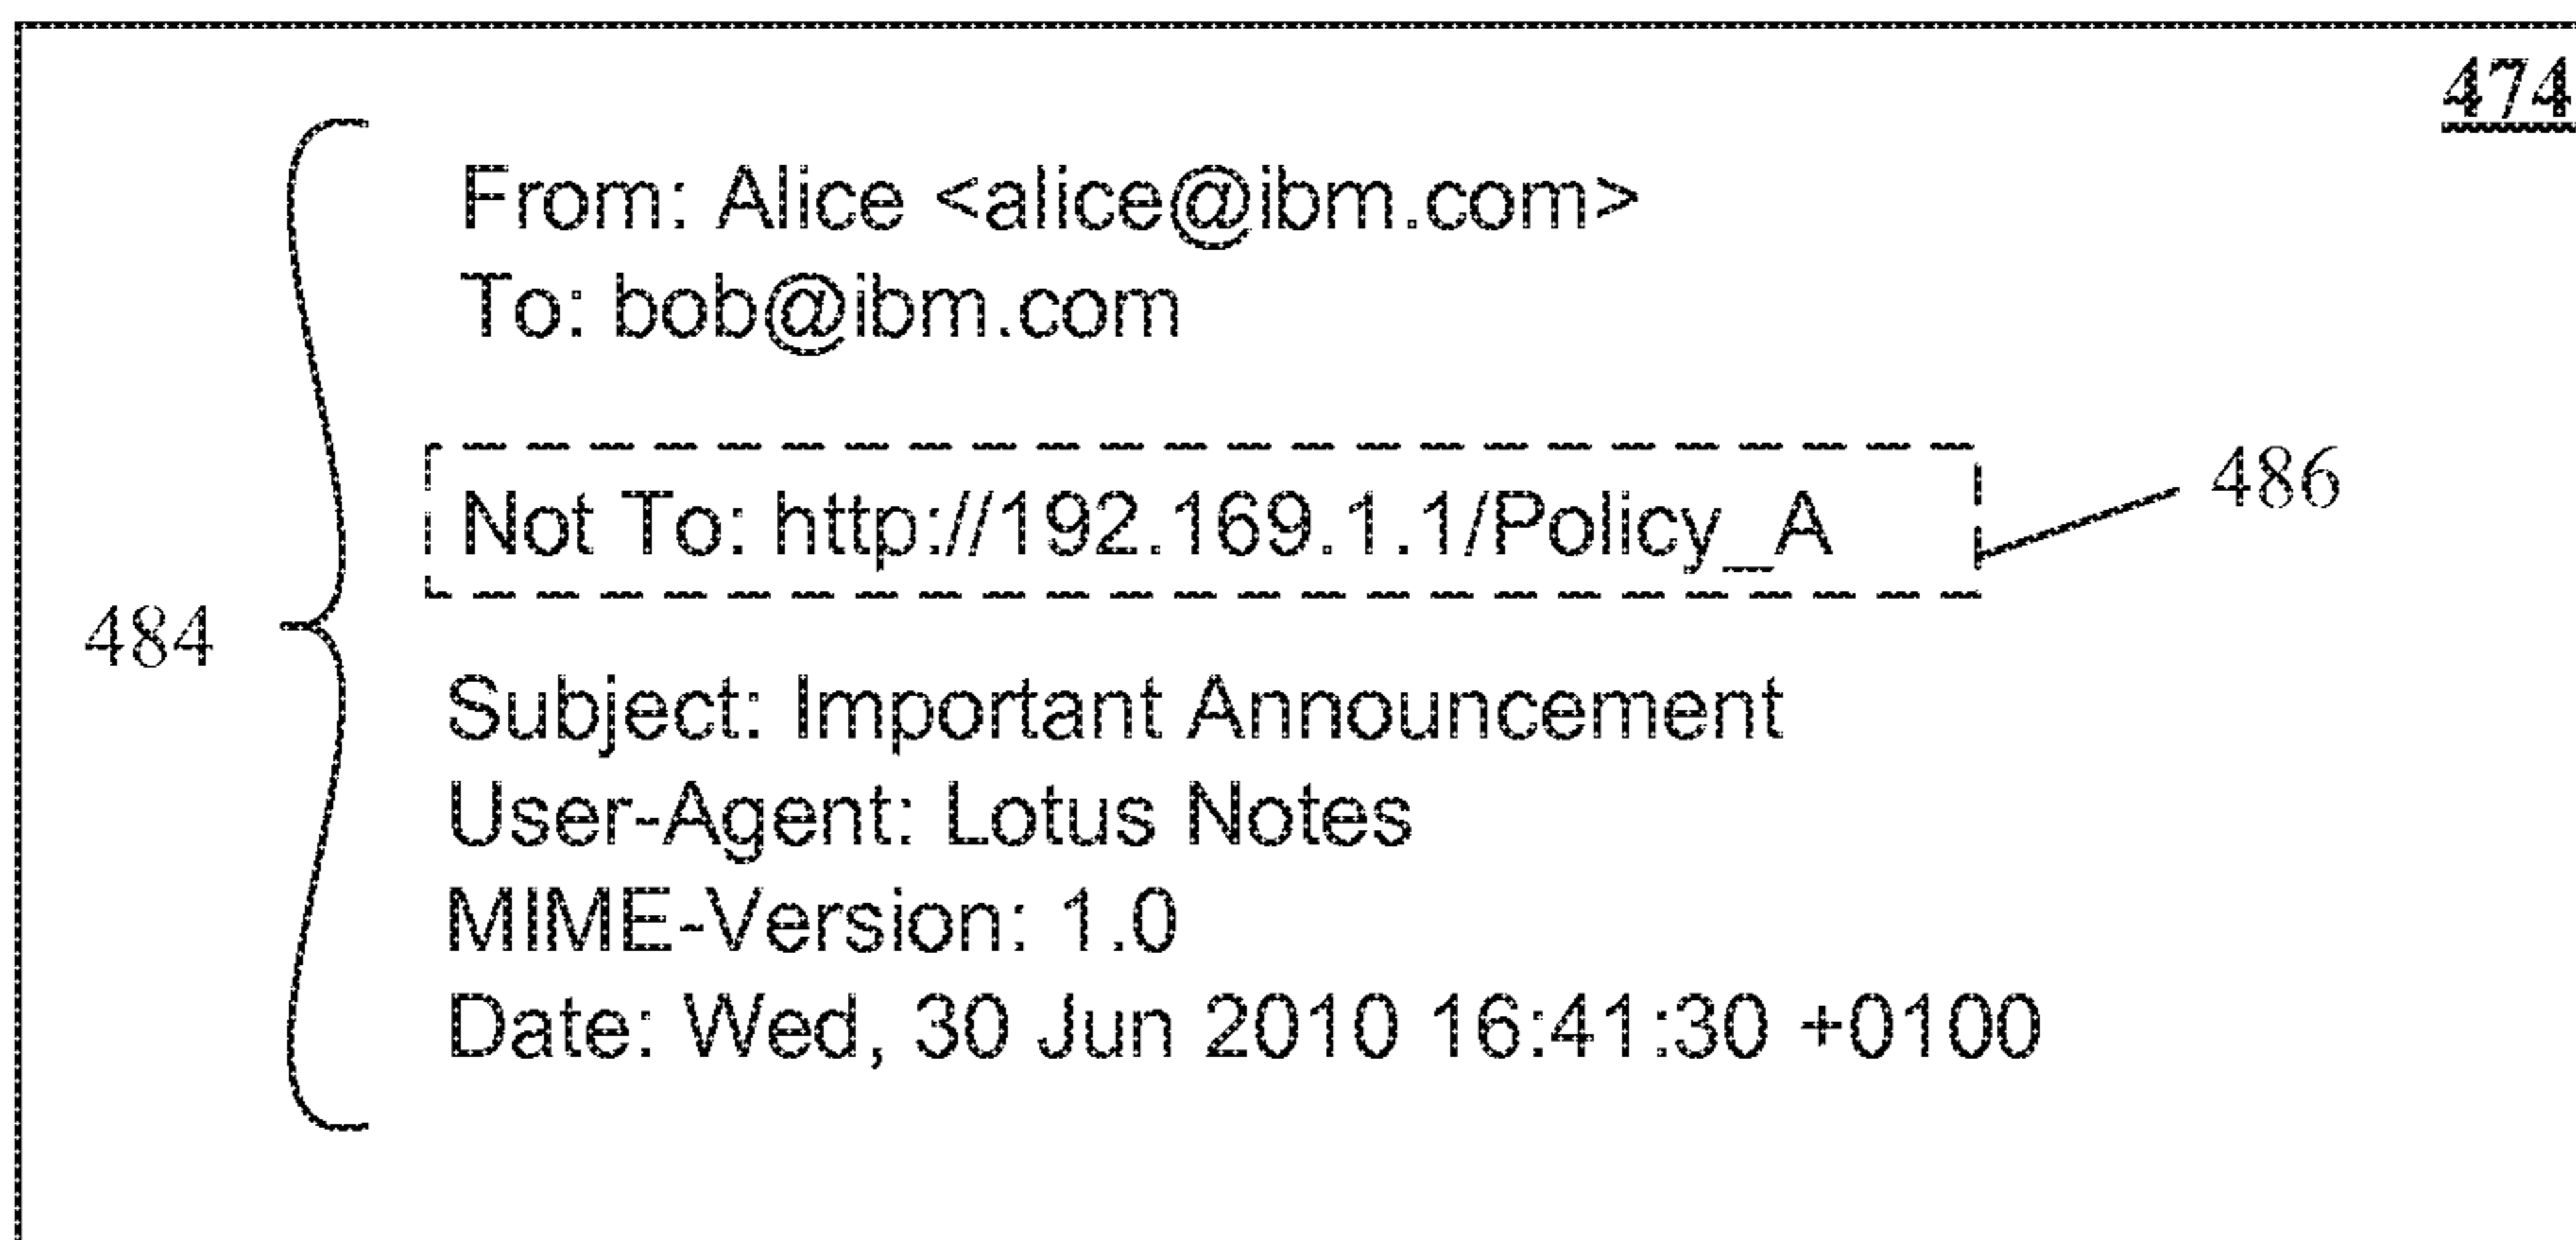 474
From: Alice <alice@ibm.com>
To: bob@ibm.com
Not To: http://192.169.1.1/Policy_A
486
484
Subject: Important Announcement
User-Agent: Lotus Notes
MIME-Version: 1.0
Date: Wed, 30 Jun 2010 16:41:30 +0100